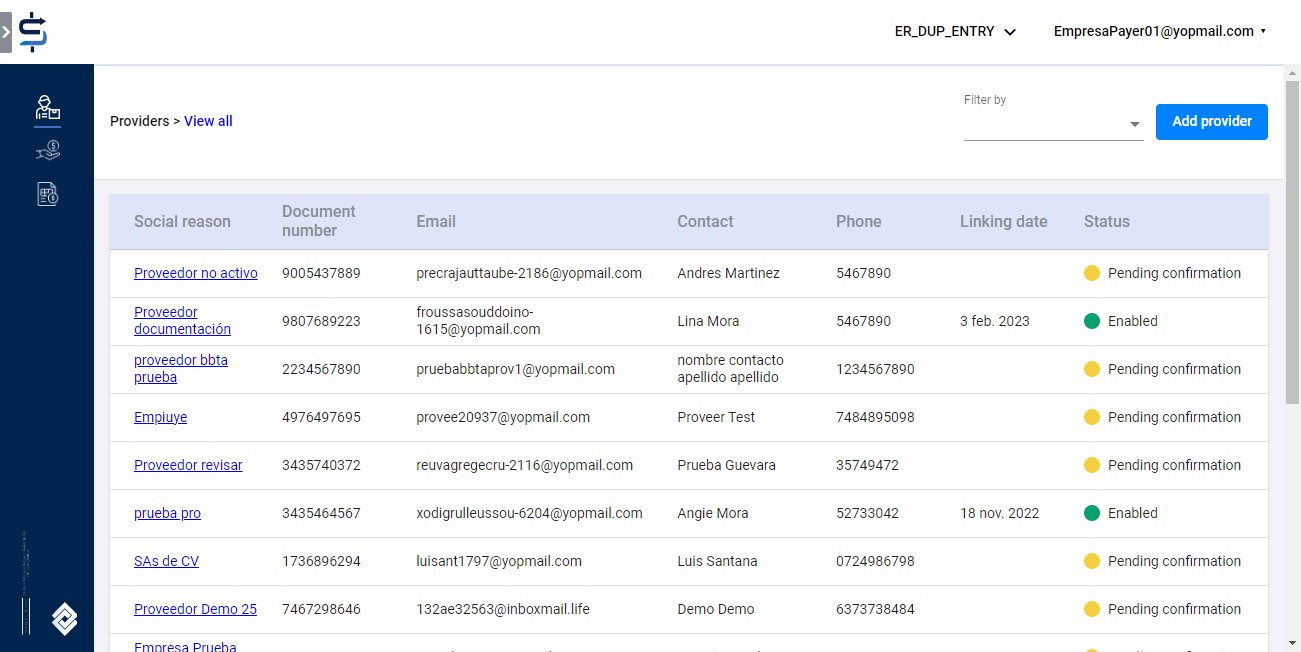 ER_DUP_ENTRY EmpresaPayer01@yopmail.com
Filter by
Providers > View all Add provider
Social reason Document number Email Contact Phone Linking date Status
Proveedor no activo 9005437889 precrajauttaube-2186@yopmail.com Andres Martinez 5467890 Pending confirmation
Proveedor documentación 9807689223 froussasouddoino-1615@yopmail.com Lina Mora 5467890 3 feb. 2023 Enabled
proveedor bbta prueba 2234567890 pruebabbtaprov1@yopmail.com nombre contacto apellido apellido 1234567890 Pending confirmation
Empiuye 4976497695 provee20937@yopmail.com Proveer Test 7484895098 Pending confirmation
Proveedor revisar 3435740372 reuvagregecru-2116@yopmail.com Prueba Guevara 35749472 Pending confirmation
prueba pro 3435464567 xodigrulleussou-6204@yopmail.com Angie Mora 52733042 18 nov. 2022 Enabled
SAs de CV 1736896294 luisant1797@yopmail.com Luis Santana 0724986798 Pending confirmation
Proveedor Demo 25 7467298646 132ae32563@inboxmail.life Demo Demo 6373738484 Pending confirmation
Empresa Prueba